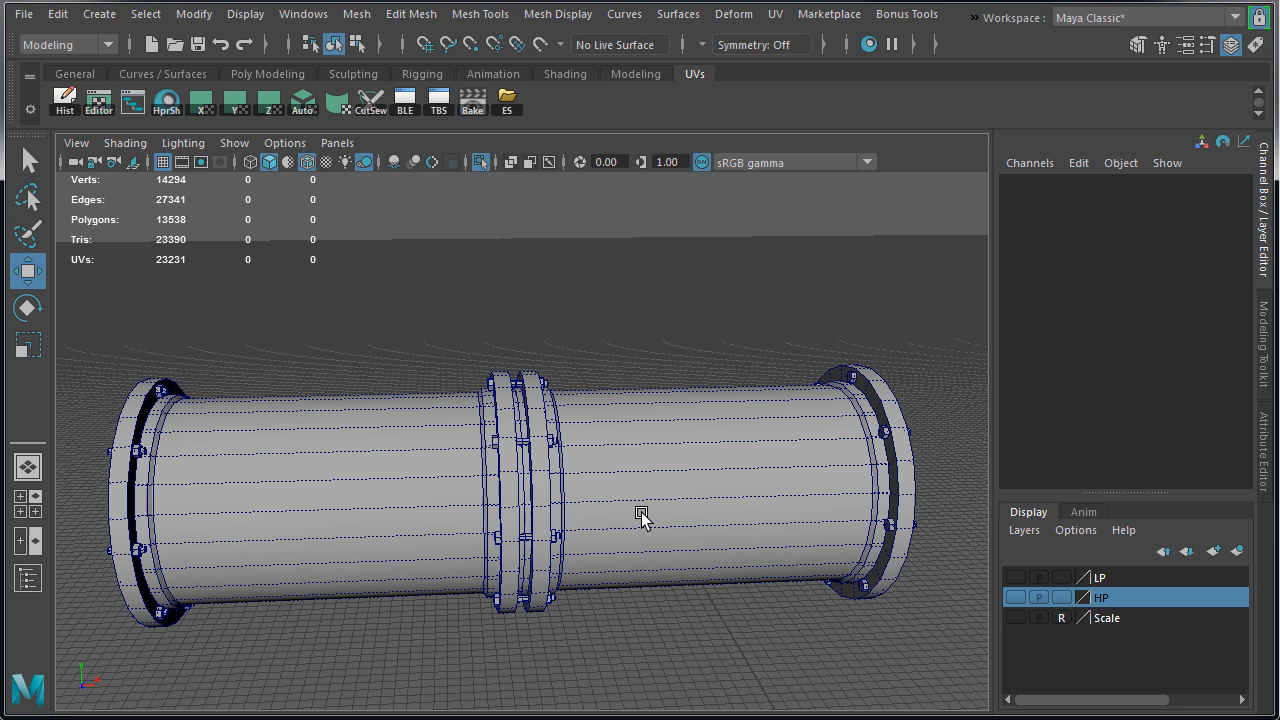 File Edit Create Select Modify Display Windows Mesh Edit Mesh Mesh Tools Mesh Display Curves Surfaces Deform UV Marketplace Bonus Tools » Workspace : Maya Classic*
Modeling No Live Surface Symmetry: Off
General Curves / Surfaces Poly Modeling Sculpting Rigging Animation Shading Modeling UVs
Hist Editor HprSh X Y Z Auto CutSew BLE TBS Bake ES
View Shading Lighting Show Options Panels
0.00 1.00 ON sRGB gamma
Verts: 14294 0 0
Edges: 27341 0 0
Polygons: 13538 0 0
Tris: 23390 0 0
UVs: 23231 0 0
Channels Edit Object Show
Channel Box / Layer Editor
Modeling Toolkit
Attribute Editor
Display Anim
Layers Options Help
P LP
P HP
P R Scale
y x
M